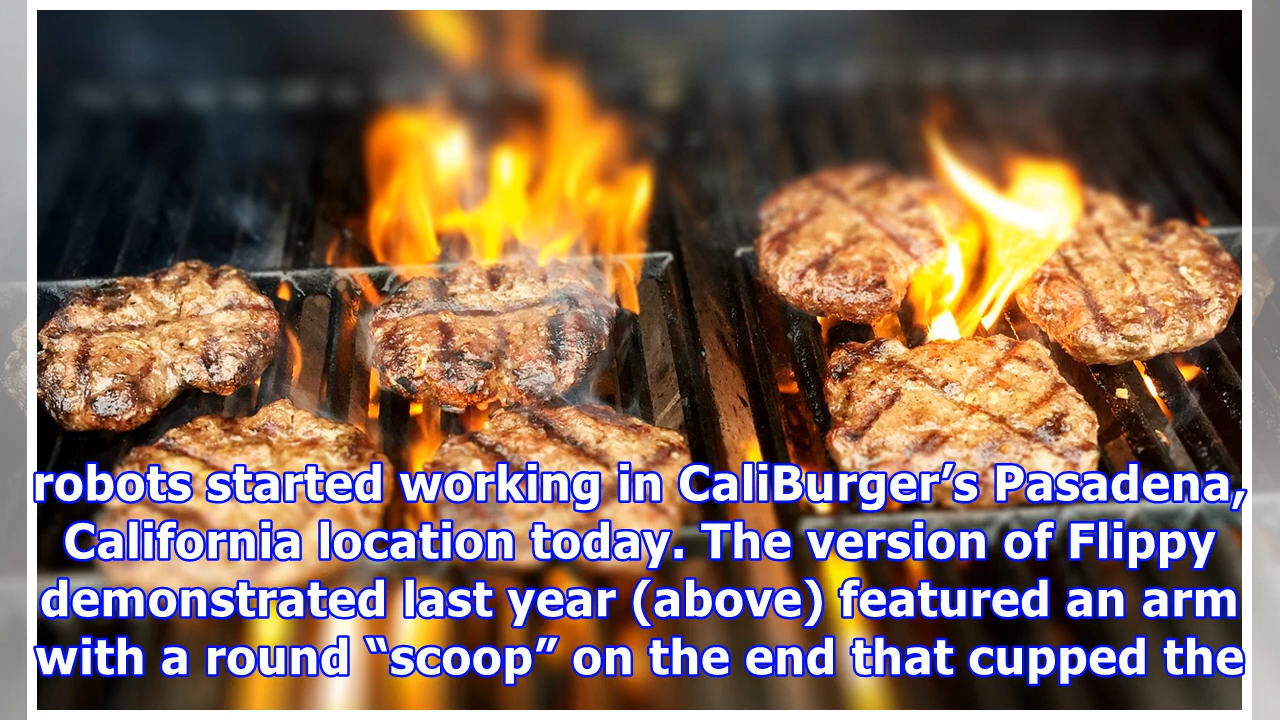 robots started working in CaliBurger’s Pasadena,
California location today. The version of Flippy
demonstrated last year (above) featured an arm
with a round “scoop” on the end that cupped the